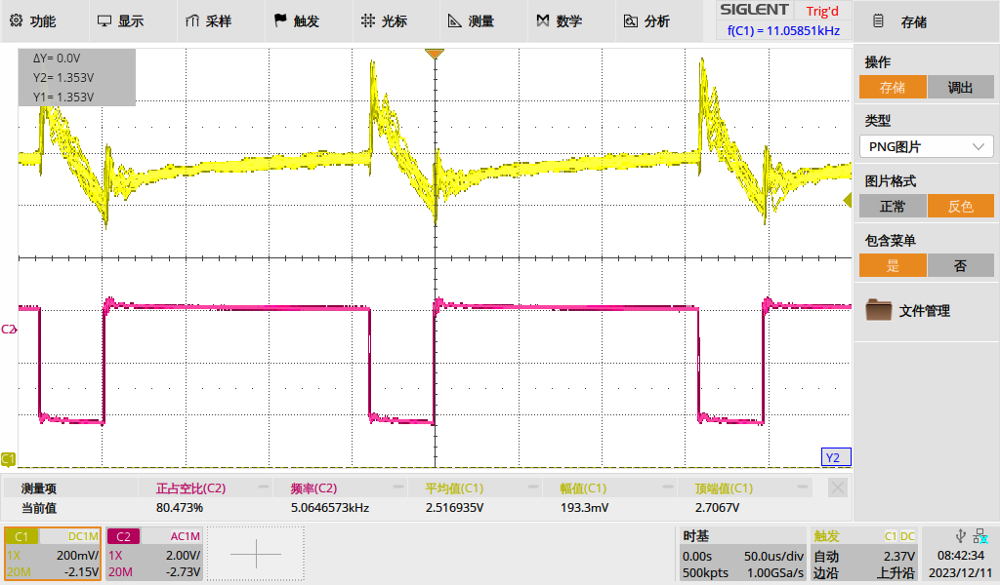 功能 显示 采样 触发 光标 测量 数学 分析
SIGLENT Trig'd
f(C1) = 11.05851kHz
存储
ΔY= 0.0V
Y2= 1.353V
Y1= 1.353V
操作
存储 调出
类型
PNG图片
图片格式
正常 反色
包含菜单
是 否
文件管理
C2
C1
Y2
测量项 正占空比(C2) 频率(C2) 平均值(C1) 幅值(C1) 顶端值(C1)
当前值 80.473% 5.0646573kHz 2.516935V 193.3mV 2.7067V
C1 DC1M
1X 200mV/
20M -2.15V
C2 AC1M
1X 2.00V/
20M -2.73V
时基
0.00s 50.0us/div
500kpts 1.00GSa/s
触发 C1 DC
自动 2.37V
边沿 上升沿
08:42:34
2023/12/11